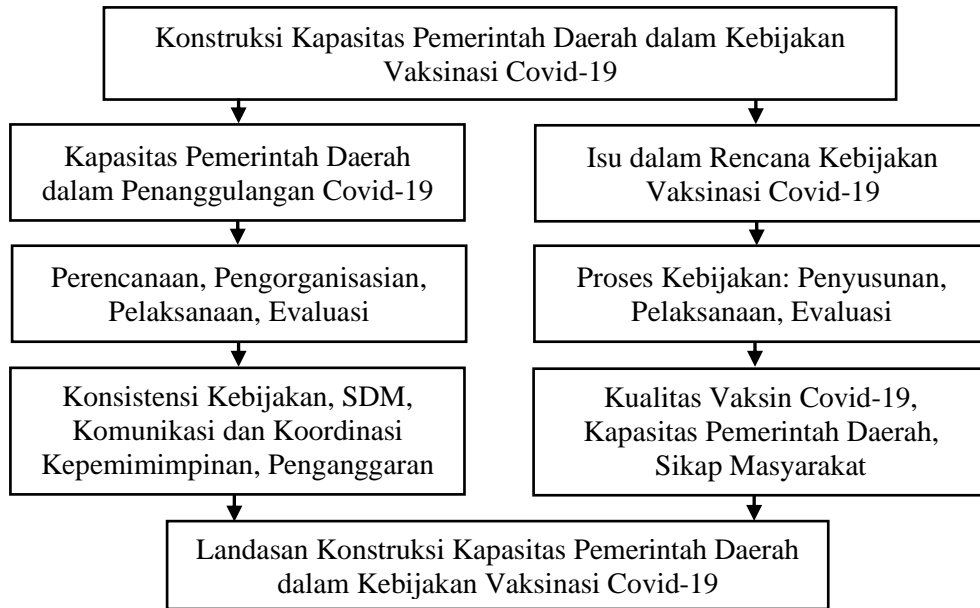 Konstruksi Kapasitas Pemerintah Daerah dalam Kebijakan
Vaksinasi Covid-19
Kapasitas Pemerintah Daerah
dalam Penanggulangan Covid-19
Isu dalam Rencana Kebijakan
Vaksinasi Covid-19
Perencanaan, Pengorganisasian,
Pelaksanaan, Evaluasi
Proses Kebijakan: Penyusunan,
Pelaksanaan, Evaluasi
Konsistensi Kebijakan, SDM,
Komunikasi dan Koordinasi
Kepemimimpinan, Penganggaran
Kualitas Vaksin Covid-19,
Kapasitas Pemerintah Daerah,
Sikap Masyarakat
Landasan Konstruksi Kapasitas Pemerintah Daerah
dalam Kebijakan Vaksinasi Covid-19